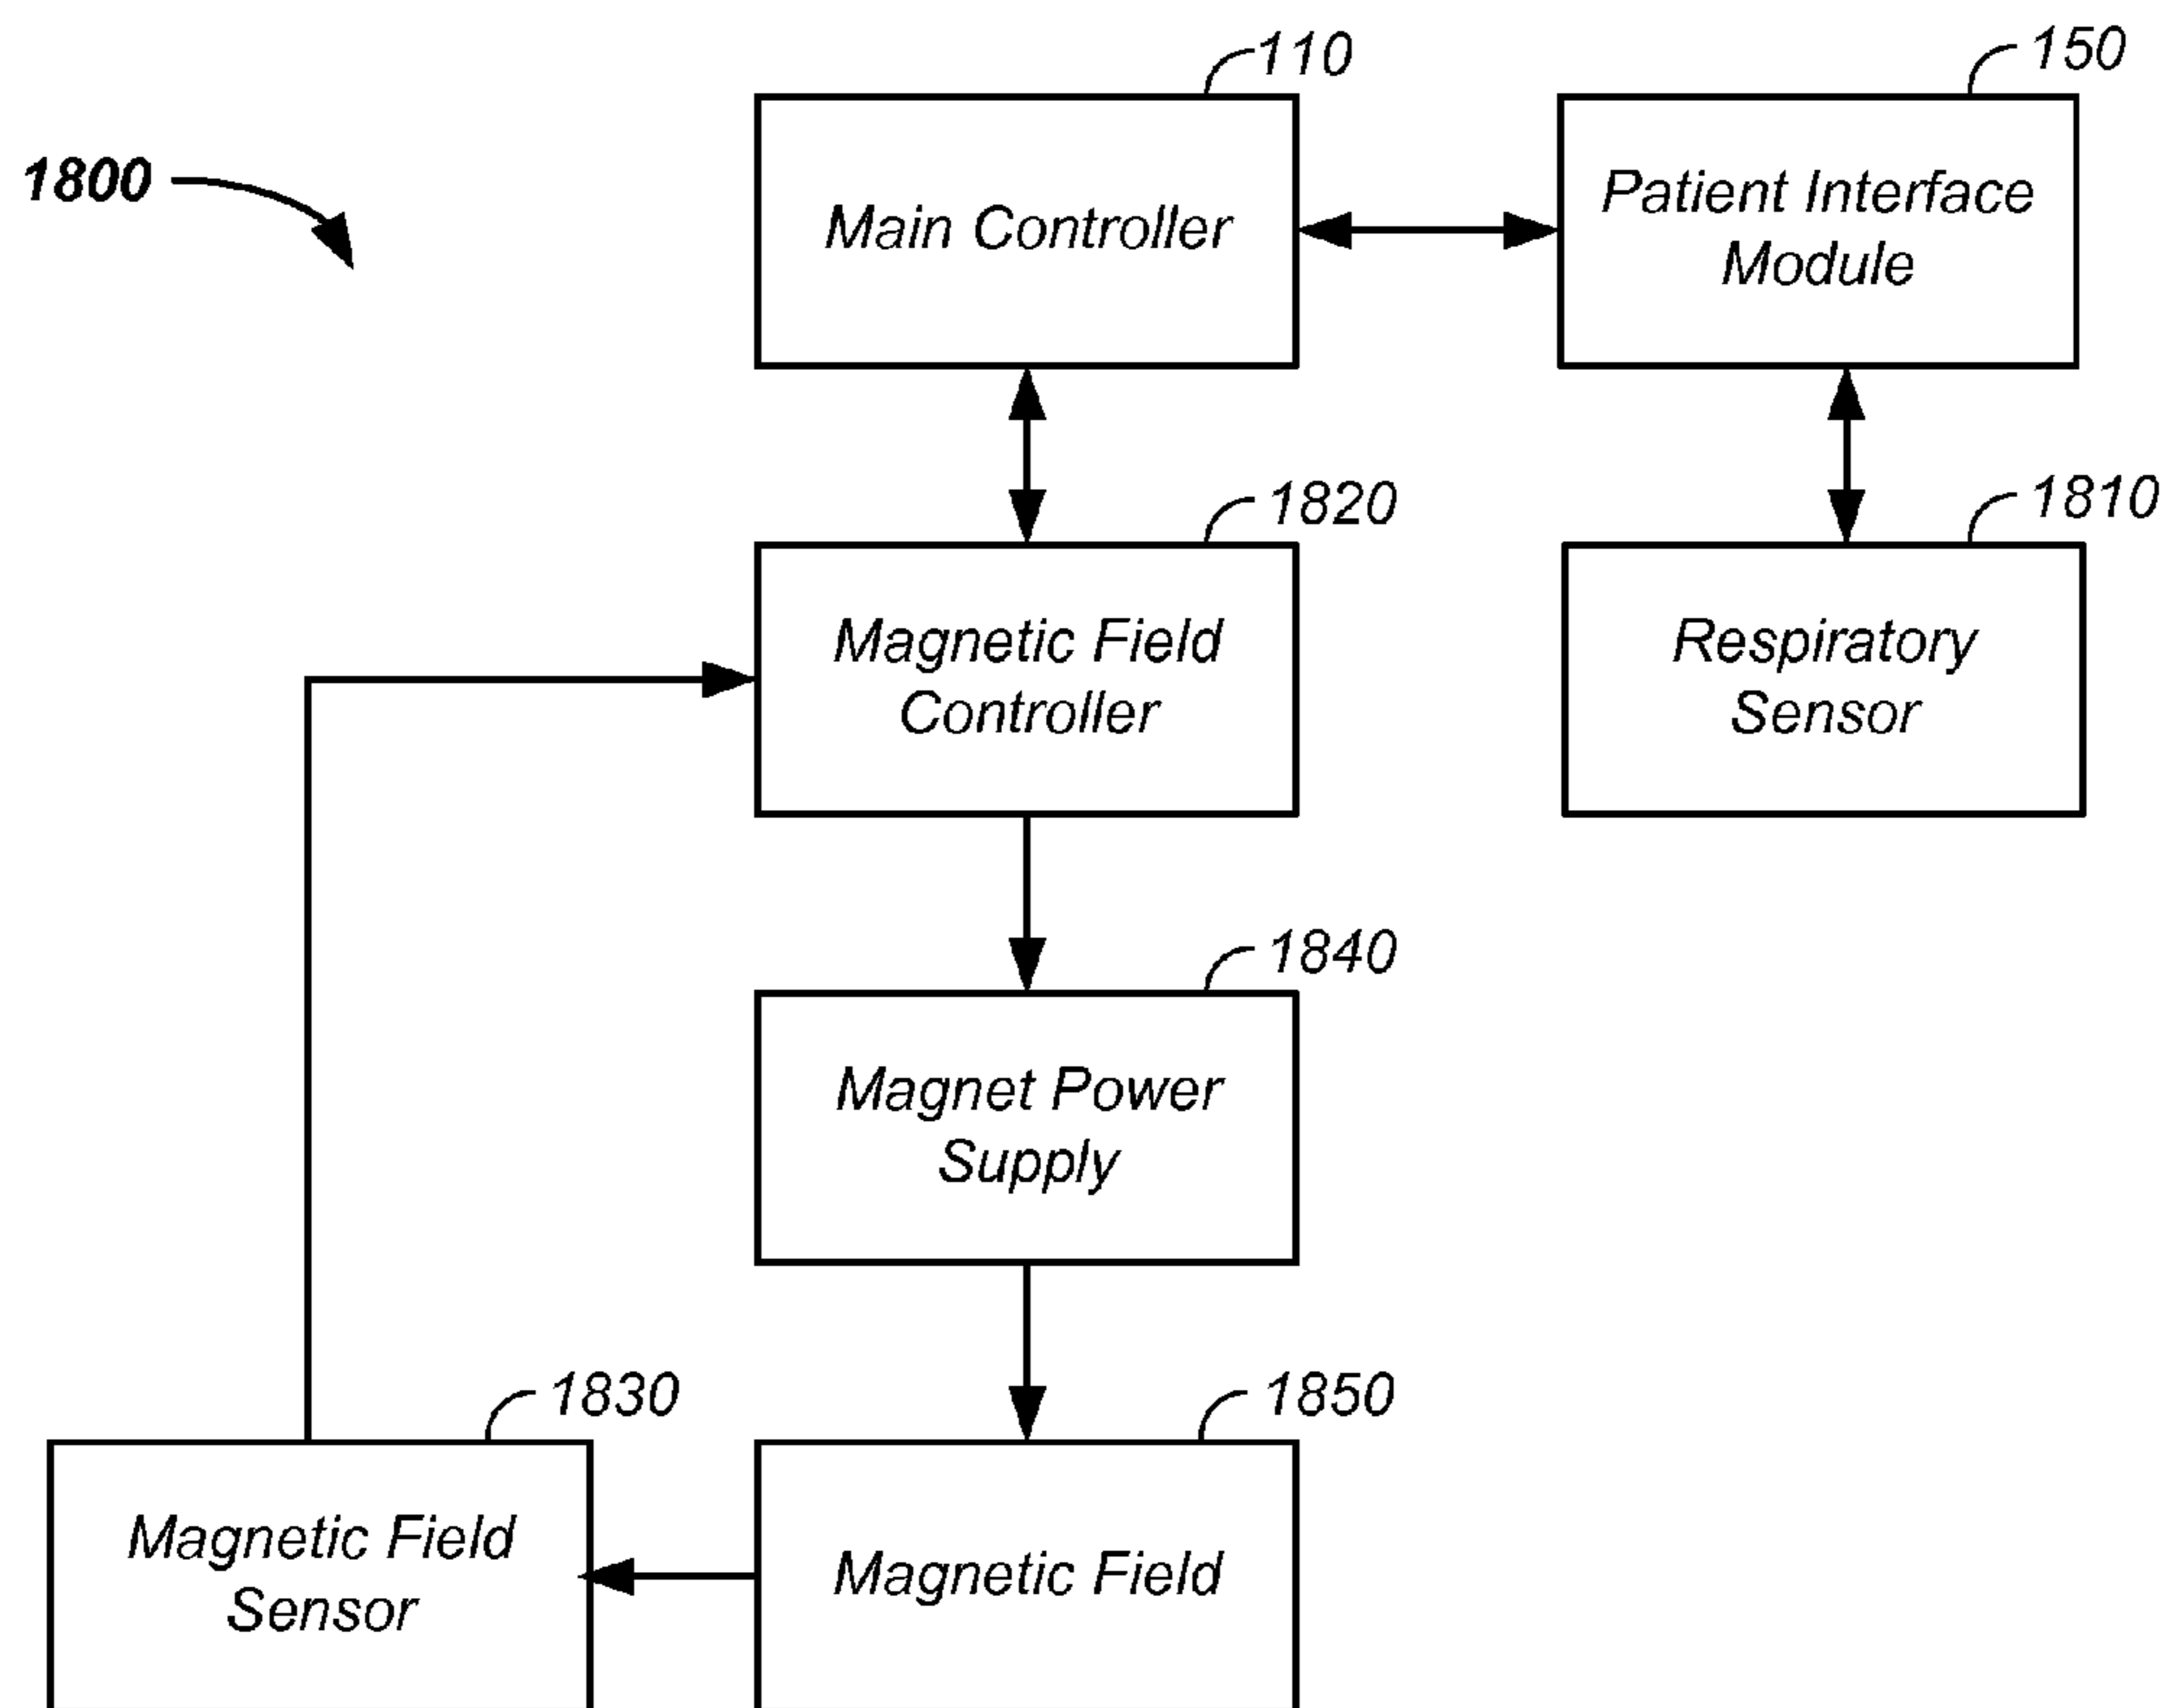 110
150
1800
Main Controller
Patient Interface
Module
1820
1810
Magnetic Field
Controller
Respiratory
Sensor
1840
Magnet Power
Supply
1830
1850
Magnetic Field
Sensor
Magnetic Field